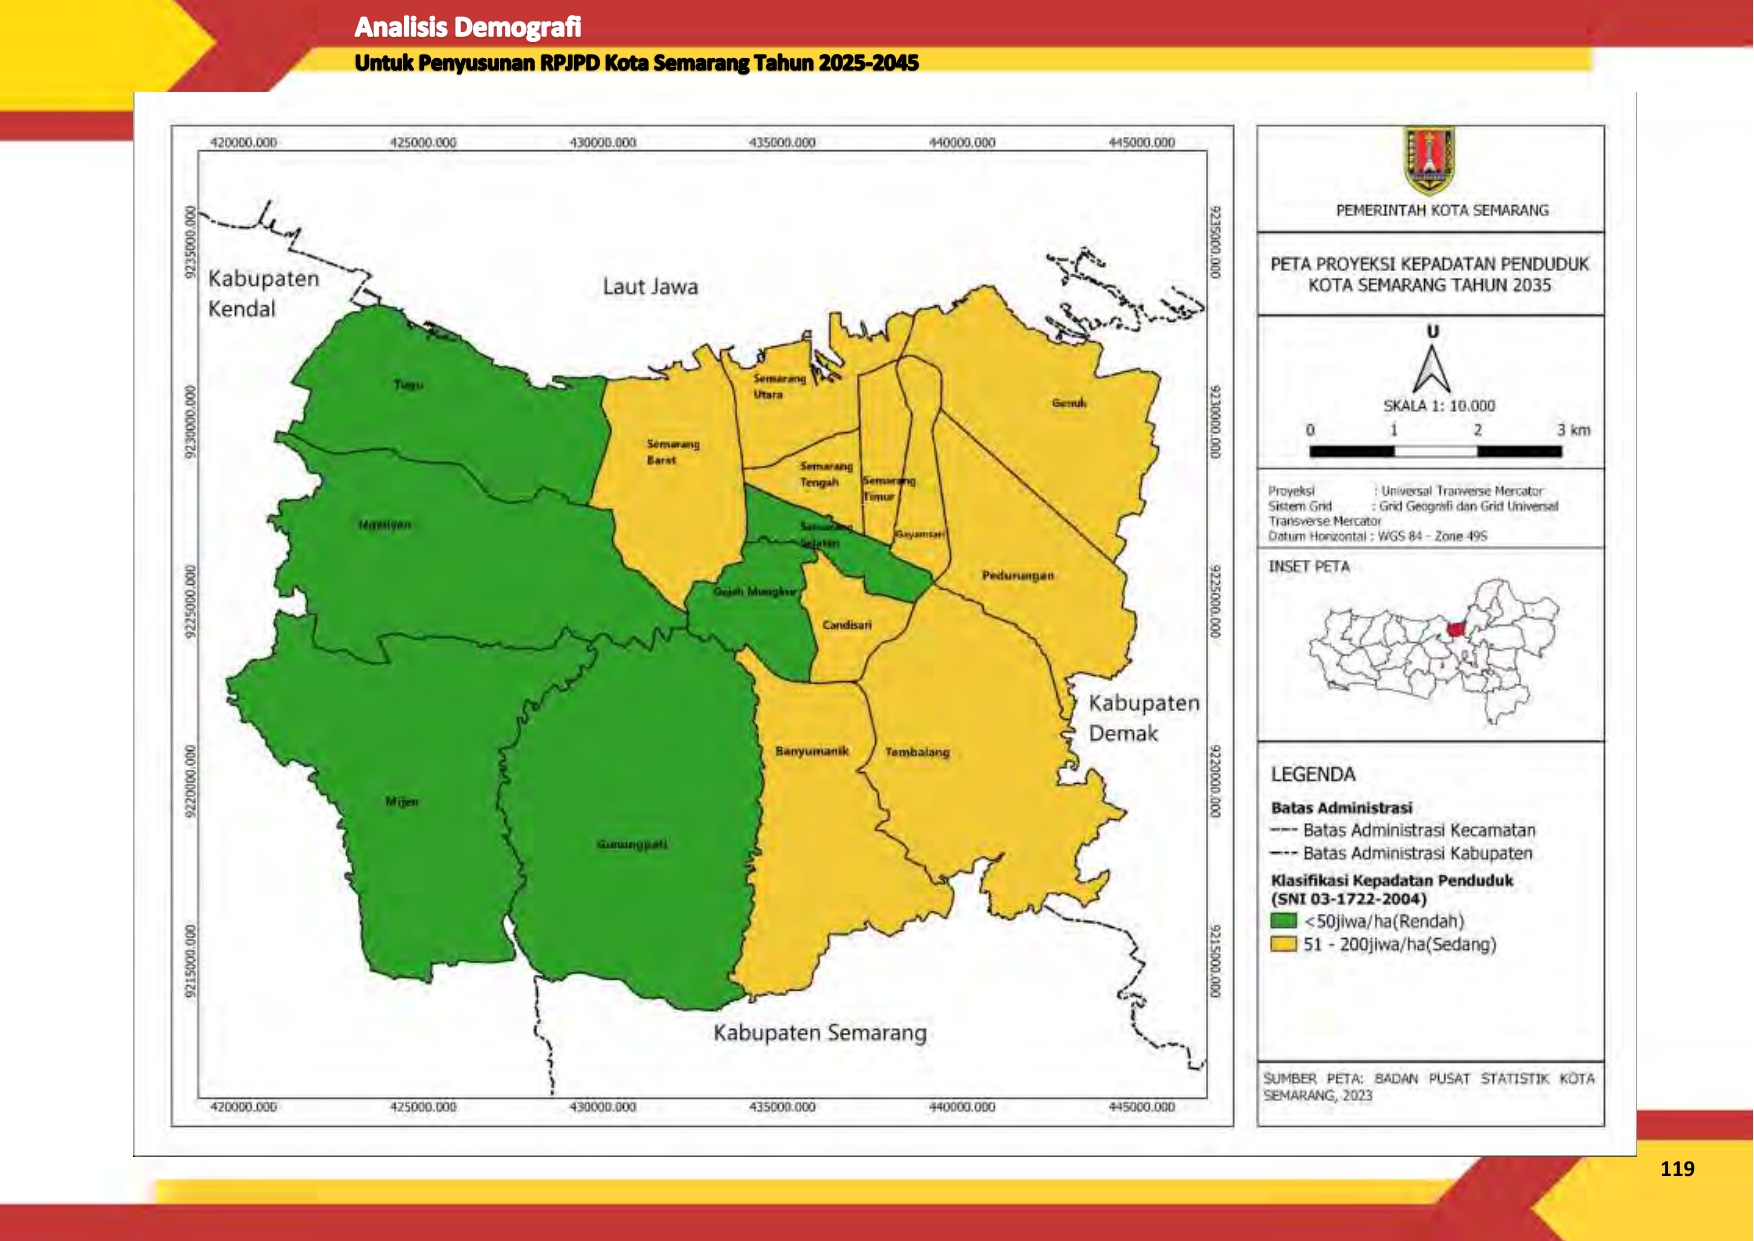 Analisis Demografi
Untuk Penyusunan RPJPD Kota Semarang Tahun 2025-2045
420000.000 425000.000 430000.000 435000.000 440000.000 445000.000
9235000.000
9230000.000
9225000.000
9220000.000
9215000.000
Kabupaten
Kendal
Laut Jawa
Tugu
Semarang
Utara
Genuk
Semarang
Barat
Semarang
Tengah
Semarang
Timur
Ngaliyan
Semarang
Selatan
Gayamsari
Pedurungan
Gajah Mungkur
Candisari
Kabupaten
Demak
Banyumanik
Tembalang
Mijen
Gunungpati
Kabupaten Semarang
9235000.000
9230000.000
9225000.000
9220000.000
9215000.000
420000.000 425000.000 430000.000 435000.000 440000.000 445000.000
PEMERINTAH KOTA SEMARANG
PETA PROYEKSI KEPADATAN PENDUDUK
KOTA SEMARANG TAHUN 2035
U
SKALA 1: 10.000
0 1 2 3 km
Proyeksi : Universal Tranverse Mercator
Sistem Grid : Grid Geografi dan Grid Universal
Transverse Mercator
Datum Horizontal : WGS 84 - Zone 49S
INSET PETA
LEGENDA
Batas Administrasi
Batas Administrasi Kecamatan
Batas Administrasi Kabupaten
Klasifikasi Kepadatan Penduduk
(SNI 03-1722-2004)
<50jiwa/ha(Rendah)
51 - 200jiwa/ha(Sedang)
SUMBER PETA: BADAN PUSAT STATISTIK KOTA
SEMARANG, 2023
119